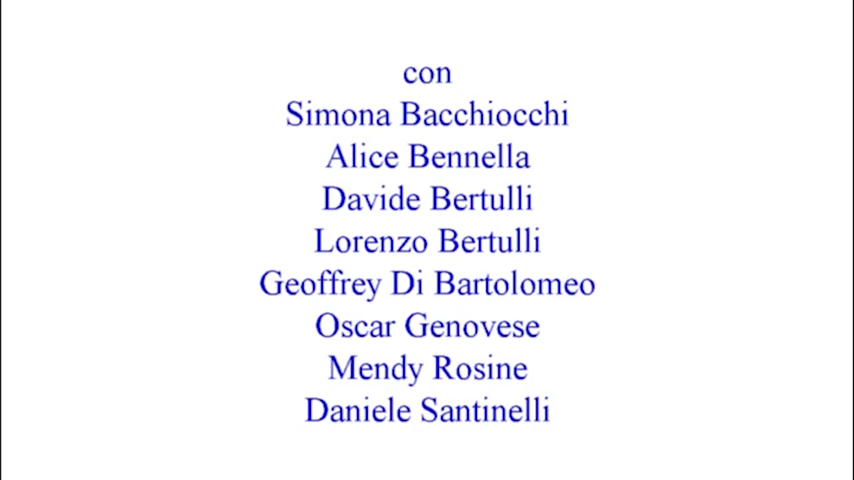 con
Simona Bacchiocchi
Alice Bennella
Davide Bertulli
Lorenzo Bertulli
Geoffrey Di Bartolomeo
Oscar Genovese
Mendy Rosine
Daniele Santinelli